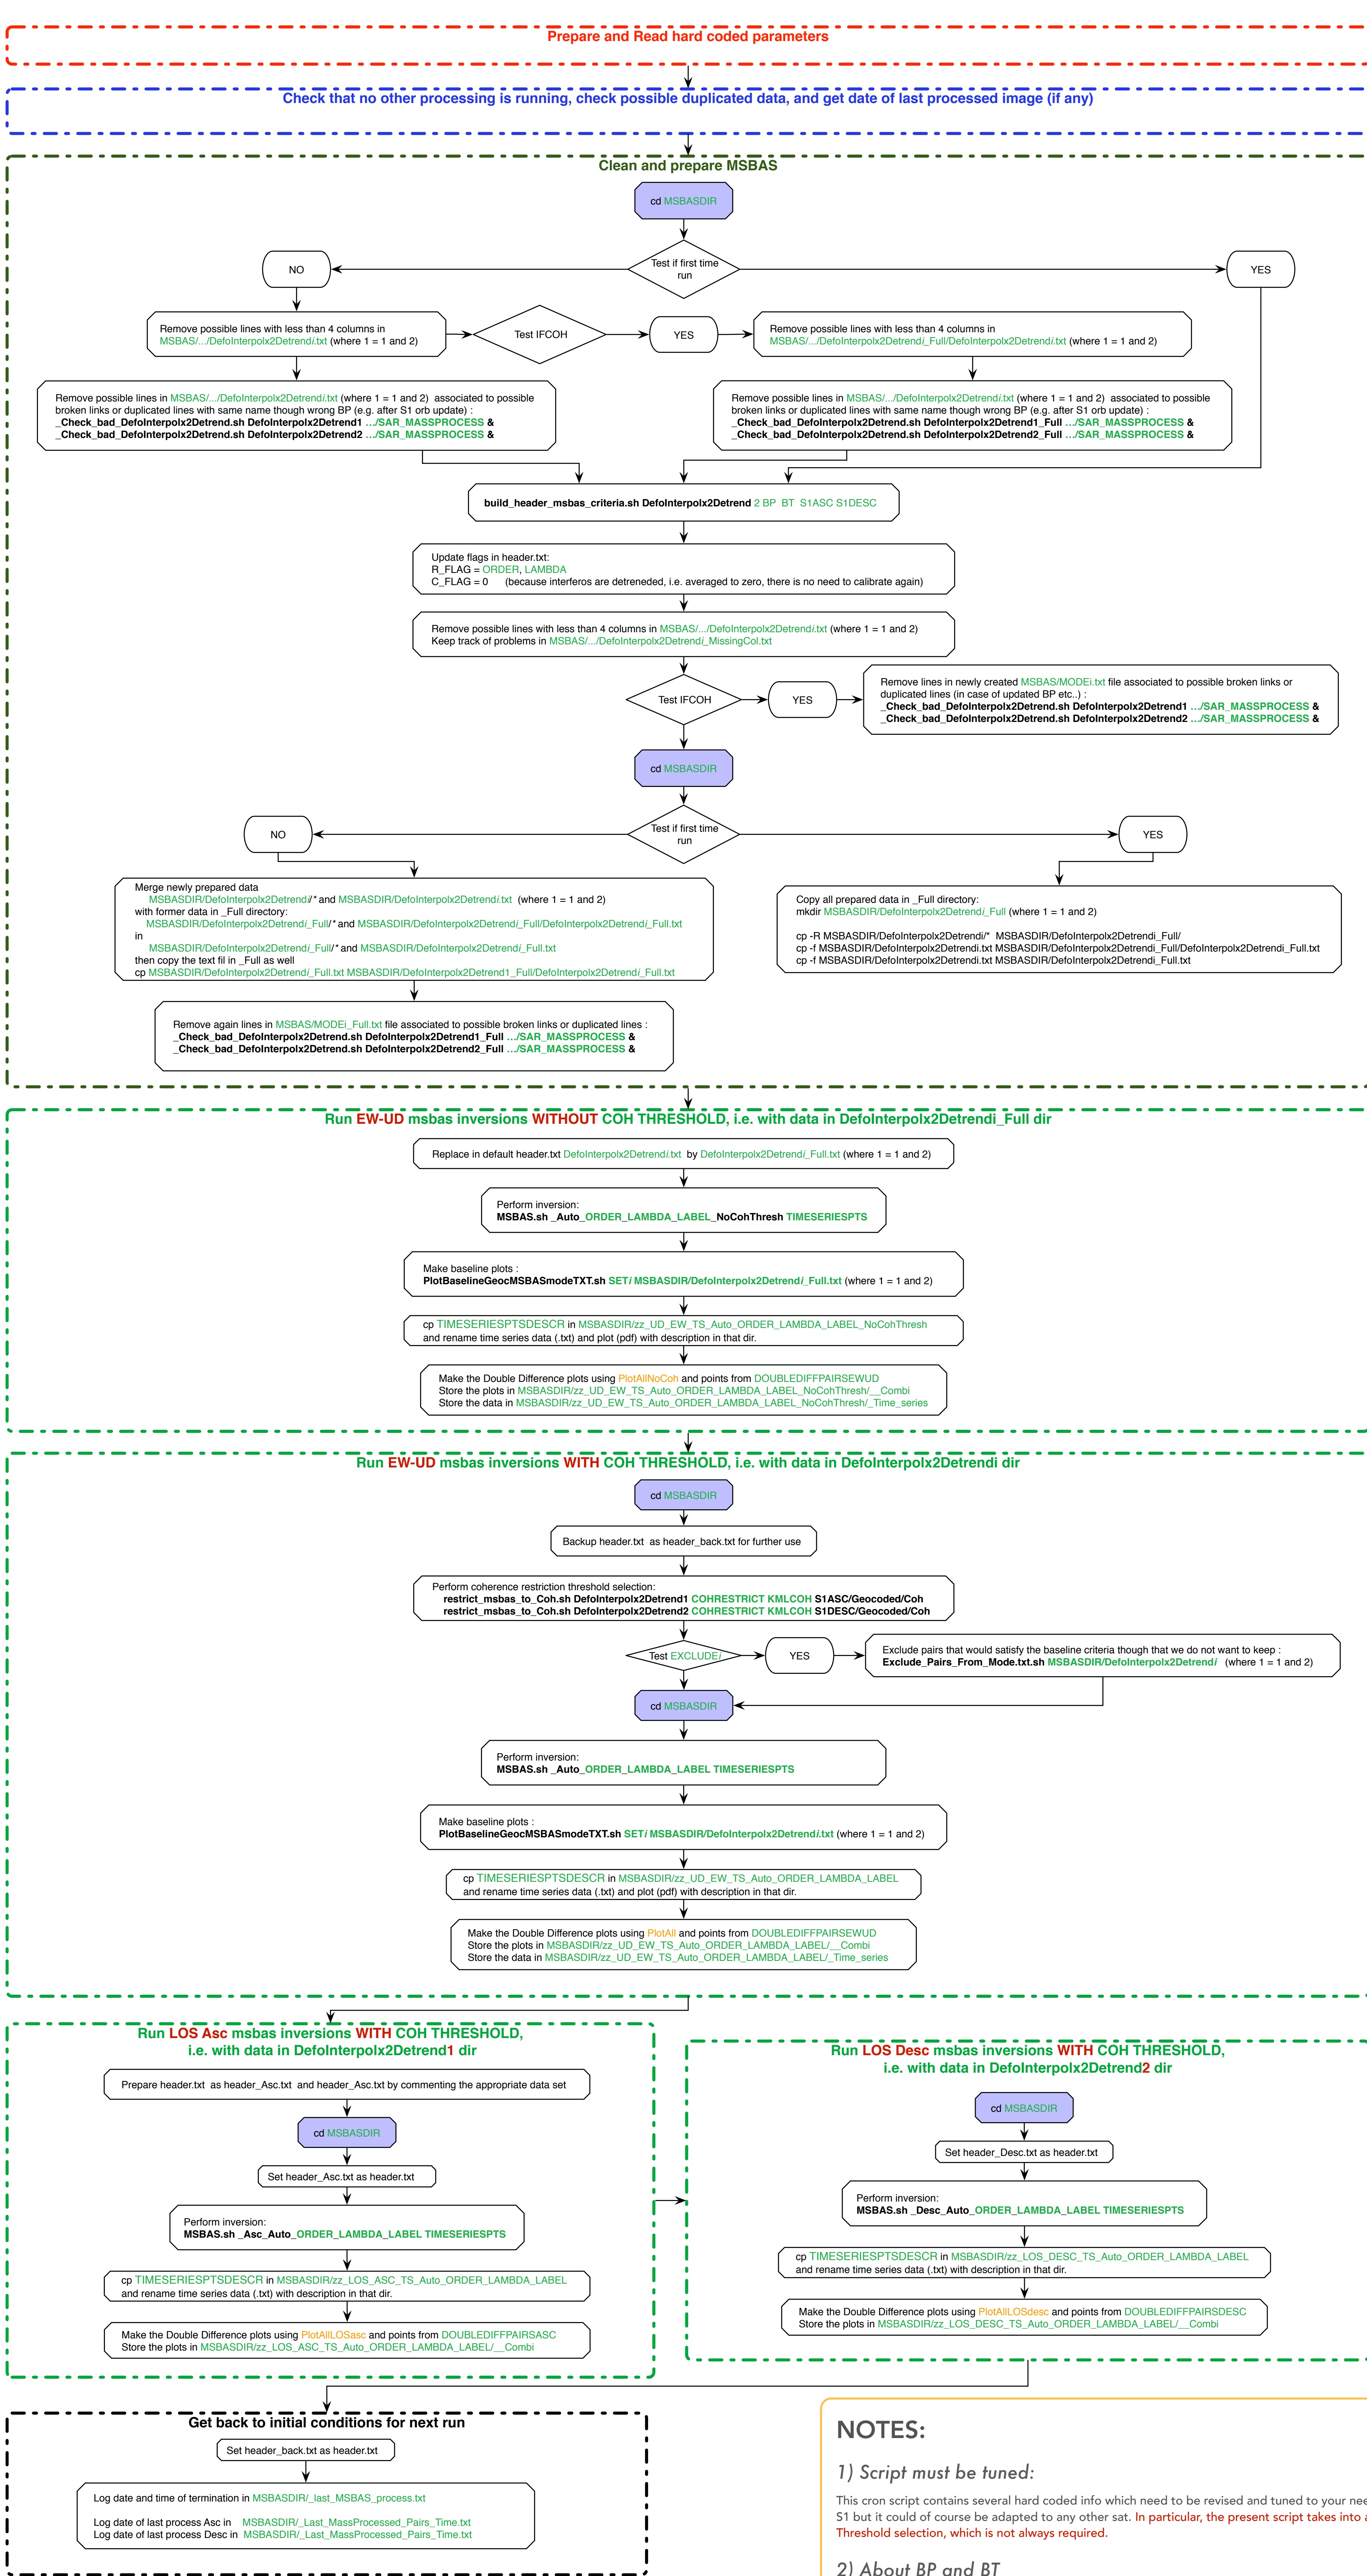 Prepare and Read hard coded parameters
Check that no other processing is running, check possible duplicated data, and get date of last processed image (if any)
Clean and prepare MSBAS
cd MSBASDIR
Test if first time
run
NO
YES
Remove possible lines with less than 4 columns in
MSBAS/.../DefoInterpolx2Detrendi.txt (where 1 = 1 and 2)
Test IFCOH
YES
Remove possible lines with less than 4 columns in
MSBAS/.../DefoInterpolx2Detrendi_Full/DefoInterpolx2Detrendi.txt (where 1 = 1 and 2)
Remove possible lines in MSBAS/.../DefoInterpolx2Detrendi.txt (where 1 = 1 and 2)  associated to possible
broken links or duplicated lines with same name though wrong BP (e.g. after S1 orb update) :
_Check_bad_DefoInterpolx2Detrend.sh DefoInterpolx2Detrend1 …/SAR_MASSPROCESS &
_Check_bad_DefoInterpolx2Detrend.sh DefoInterpolx2Detrend2 …/SAR_MASSPROCESS &
Remove possible lines in MSBAS/.../DefoInterpolx2Detrendi.txt (where 1 = 1 and 2)  associated to possible
broken links or duplicated lines with same name though wrong BP (e.g. after S1 orb update) :
_Check_bad_DefoInterpolx2Detrend.sh DefoInterpolx2Detrend1_Full …/SAR_MASSPROCESS &
_Check_bad_DefoInterpolx2Detrend.sh DefoInterpolx2Detrend2_Full …/SAR_MASSPROCESS &
build_header_msbas_criteria.sh DefoInterpolx2Detrend 2 BP  BT  S1ASC S1DESC
Update flags in header.txt:
R_FLAG = ORDER, LAMBDA
C_FLAG = 0      (because interferos are detreneded, i.e. averaged to zero, there is no need to calibrate again)
Remove possible lines with less than 4 columns in MSBAS/.../DefoInterpolx2Detrendi.txt (where 1 = 1 and 2)
Keep track of problems in MSBAS/.../DefoInterpolx2Detrendi_MissingCol.txt
Test IFCOH
YES
Remove lines in newly created MSBAS/MODEi.txt file associated to possible broken links or
duplicated lines (in case of updated BP etc..) :
_Check_bad_DefoInterpolx2Detrend.sh DefoInterpolx2Detrend1 …/SAR_MASSPROCESS &
_Check_bad_DefoInterpolx2Detrend.sh DefoInterpolx2Detrend2 …/SAR_MASSPROCESS &
cd MSBASDIR
Test if first time
run
NO
YES
Merge newly prepared data
MSBASDIR/DefoInterpolx2Detrendi/* and MSBASDIR/DefoInterpolx2Detrendi.txt  (where 1 = 1 and 2)
with former data in _Full directory:
MSBASDIR/DefoInterpolx2Detrendi_Full/* and MSBASDIR/DefoInterpolx2Detrendi_Full/DefoInterpolx2Detrendi_Full.txt
in
MSBASDIR/DefoInterpolx2Detrendi_Full/* and MSBASDIR/DefoInterpolx2Detrendi_Full.txt
then copy the text fil in _Full as well
cp MSBASDIR/DefoInterpolx2Detrendi_Full.txt MSBASDIR/DefoInterpolx2Detrend1_Full/DefoInterpolx2Detrendi_Full.txt
Copy all prepared data in _Full directory:
mkdir MSBASDIR/DefoInterpolx2Detrendi_Full (where 1 = 1 and 2)
cp -R MSBASDIR/DefoInterpolx2Detrendi/*  MSBASDIR/DefoInterpolx2Detrendi_Full/
cp -f MSBASDIR/DefoInterpolx2Detrendi.txt MSBASDIR/DefoInterpolx2Detrendi_Full/DefoInterpolx2Detrendi_Full.txt
cp -f MSBASDIR/DefoInterpolx2Detrendi.txt MSBASDIR/DefoInterpolx2Detrendi_Full.txt
Remove again lines in MSBAS/MODEi_Full.txt file associated to possible broken links or duplicated lines :
_Check_bad_DefoInterpolx2Detrend.sh DefoInterpolx2Detrend1_Full …/SAR_MASSPROCESS &
_Check_bad_DefoInterpolx2Detrend.sh DefoInterpolx2Detrend2_Full …/SAR_MASSPROCESS &
Run EW-UD msbas inversions WITHOUT COH THRESHOLD, i.e. with data in DefoInterpolx2Detrendi_Full dir
Replace in default header.txt DefoInterpolx2Detrendi.txt  by DefoInterpolx2Detrendi_Full.txt (where 1 = 1 and 2)
Perform inversion:
MSBAS.sh _Auto_ORDER_LAMBDA_LABEL_NoCohThresh TIMESERIESPTS
Make baseline plots :
PlotBaselineGeocMSBASmodeTXT.sh SETi MSBASDIR/DefoInterpolx2Detrendi_Full.txt (where 1 = 1 and 2)
cp TIMESERIESPTSDESCR in MSBASDIR/zz_UD_EW_TS_Auto_ORDER_LAMBDA_LABEL_NoCohThresh
and rename time series data (.txt) and plot (pdf) with description in that dir.
Make the Double Difference plots using PlotAllNoCoh and points from DOUBLEDIFFPAIRSEWUD
Store the plots in MSBASDIR/zz_UD_EW_TS_Auto_ORDER_LAMBDA_LABEL_NoCohThresh/__Combi
Store the data in MSBASDIR/zz_UD_EW_TS_Auto_ORDER_LAMBDA_LABEL_NoCohThresh/_Time_series
Run EW-UD msbas inversions WITH COH THRESHOLD, i.e. with data in DefoInterpolx2Detrendi dir
cd MSBASDIR
Backup header.txt  as header_back.txt for further use
Perform coherence restriction threshold selection:
restrict_msbas_to_Coh.sh DefoInterpolx2Detrend1 COHRESTRICT KMLCOH S1ASC/Geocoded/Coh
restrict_msbas_to_Coh.sh DefoInterpolx2Detrend2 COHRESTRICT KMLCOH S1DESC/Geocoded/Coh
Test EXCLUDEi
YES
Exclude pairs that would satisfy the baseline criteria though that we do not want to keep :
Exclude_Pairs_From_Mode.txt.sh MSBASDIR/DefoInterpolx2Detrendi   (where 1 = 1 and 2)
cd MSBASDIR
Perform inversion:
MSBAS.sh _Auto_ORDER_LAMBDA_LABEL TIMESERIESPTS
Make baseline plots :
PlotBaselineGeocMSBASmodeTXT.sh SETi MSBASDIR/DefoInterpolx2Detrendi.txt (where 1 = 1 and 2)
cp TIMESERIESPTSDESCR in MSBASDIR/zz_UD_EW_TS_Auto_ORDER_LAMBDA_LABEL
and rename time series data (.txt) and plot (pdf) with description in that dir.
Make the Double Difference plots using PlotAll and points from DOUBLEDIFFPAIRSEWUD
Store the plots in MSBASDIR/zz_UD_EW_TS_Auto_ORDER_LAMBDA_LABEL/__Combi
Store the data in MSBASDIR/zz_UD_EW_TS_Auto_ORDER_LAMBDA_LABEL/_Time_series
Run LOS Asc msbas inversions WITH COH THRESHOLD,
i.e. with data in DefoInterpolx2Detrend1 dir
Prepare header.txt  as header_Asc.txt  and header_Asc.txt by commenting the appropriate data set
cd MSBASDIR
Set header_Asc.txt as header.txt
Perform inversion:
MSBAS.sh _Asc_Auto_ORDER_LAMBDA_LABEL TIMESERIESPTS
cp TIMESERIESPTSDESCR in MSBASDIR/zz_LOS_ASC_TS_Auto_ORDER_LAMBDA_LABEL
and rename time series data (.txt) with description in that dir.
Make the Double Difference plots using PlotAllLOSasc and points from DOUBLEDIFFPAIRSASC
Store the plots in MSBASDIR/zz_LOS_ASC_TS_Auto_ORDER_LAMBDA_LABEL/__Combi
Run LOS Desc msbas inversions WITH COH THRESHOLD,
i.e. with data in DefoInterpolx2Detrend2 dir
cd MSBASDIR
Set header_Desc.txt as header.txt
Perform inversion:
MSBAS.sh _Desc_Auto_ORDER_LAMBDA_LABEL TIMESERIESPTS
cp TIMESERIESPTSDESCR in MSBASDIR/zz_LOS_DESC_TS_Auto_ORDER_LAMBDA_LABEL
and rename time series data (.txt) with description in that dir.
Make the Double Difference plots using PlotAllLOSdesc and points from DOUBLEDIFFPAIRSDESC
Store the plots in MSBASDIR/zz_LOS_DESC_TS_Auto_ORDER_LAMBDA_LABEL/__Combi
Get back to initial conditions for next run
Set header_back.txt as header.txt
Log date and time of termination in MSBASDIR/_last_MSBAS_process.txt
Log date of last process Asc in    MSBASDIR/_Last_MassProcessed_Pairs_Time.txt
Log date of last process Desc in  MSBASDIR/_Last_MassProcessed_Pairs_Time.txt
NOTES:
1) Script must be tuned:
This cron script contains several hard coded info which need to be revised and tuned to your
S1 but it could of course be adapted to any other sat. In particular, the present script takes into
Threshold selection, which is not always required.
2) About BP and BT